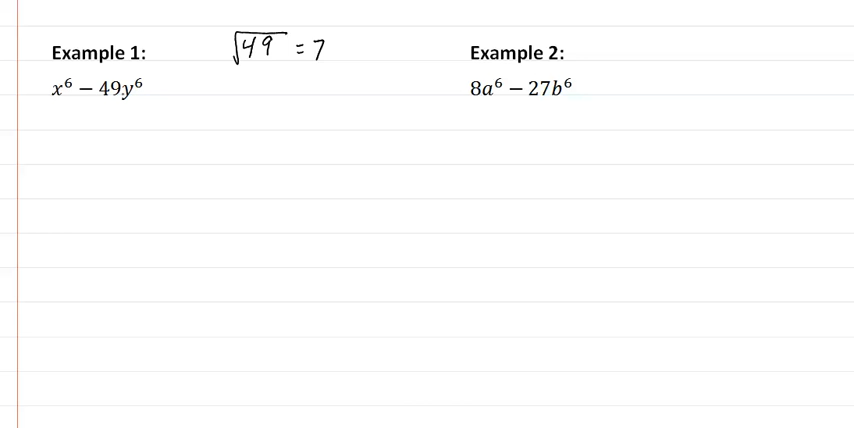 Example 1:
√49 = 7
x⁶ − 49y⁶
Example 2:
8a⁶ − 27b⁶